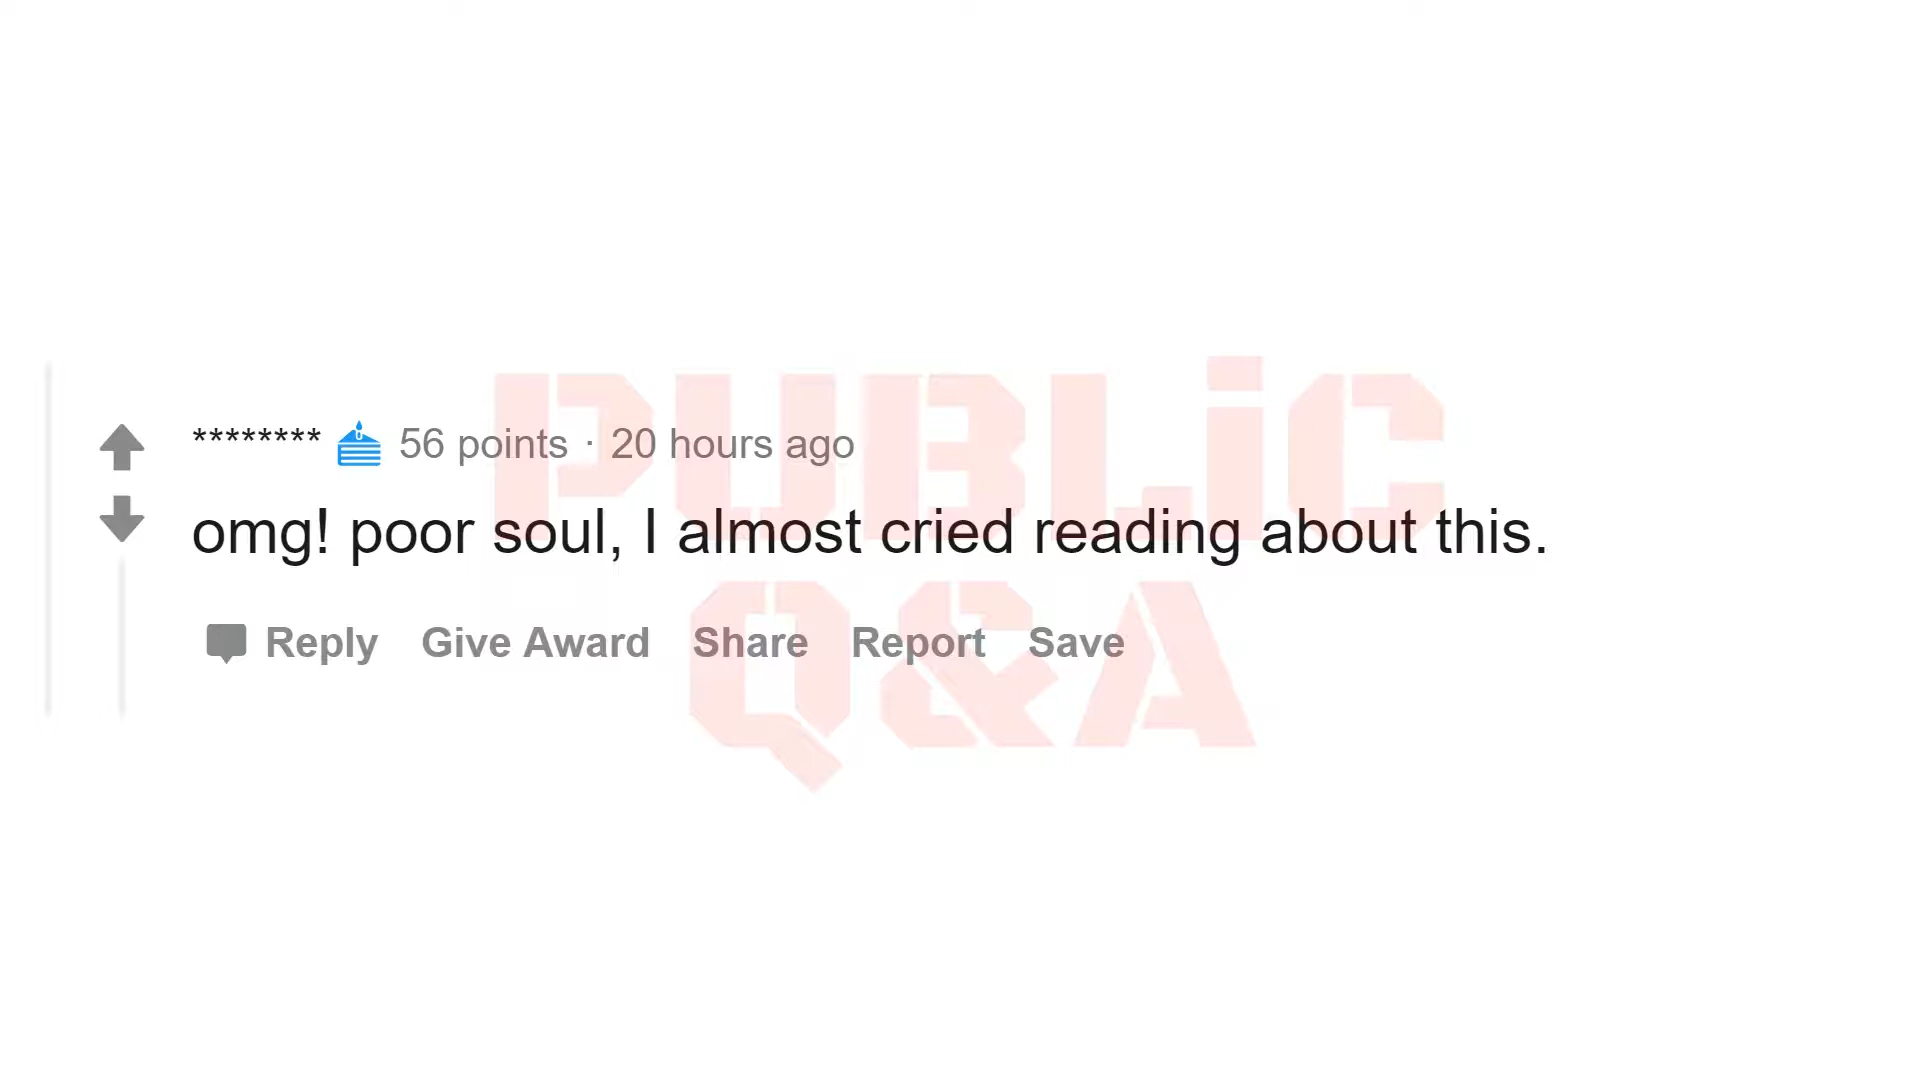 ******** 56 points · 20 hours ago
omg! poor soul, I almost cried reading about this.
Reply Give Award Share Report Save
PUBLiC
Q&A